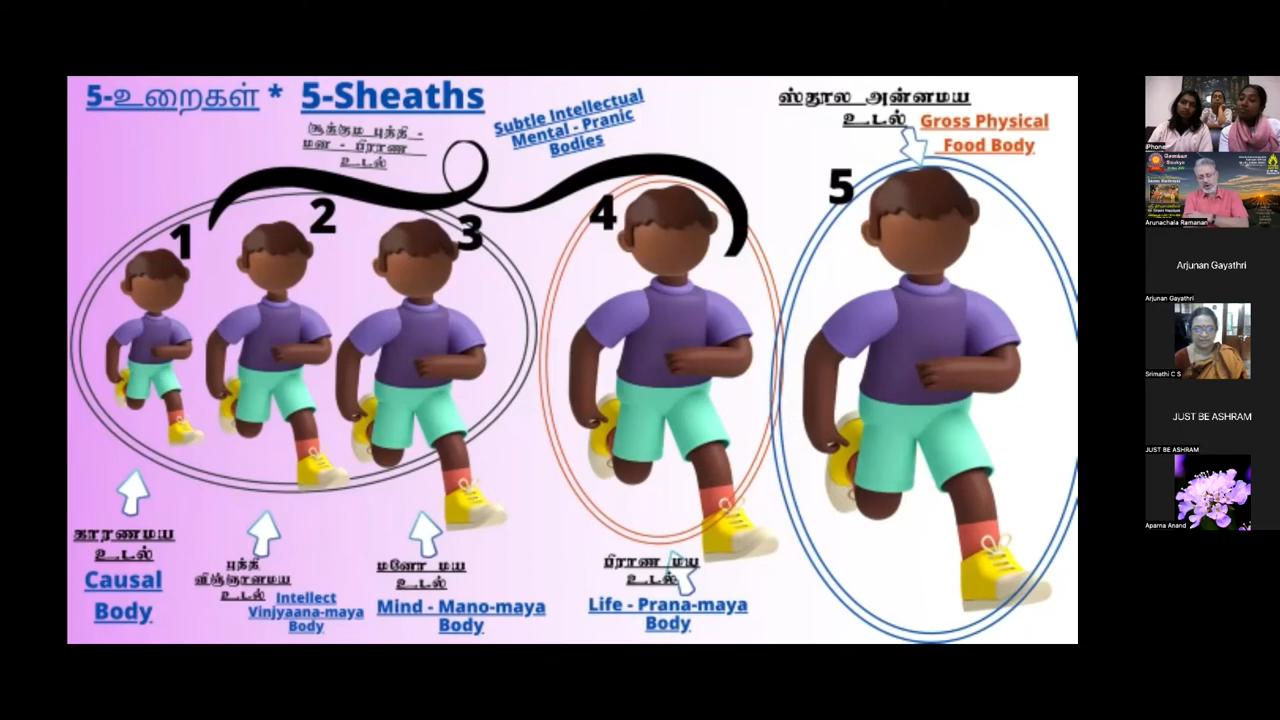 5-உறைகள் * 5-Sheaths
சூக்கும புத்தி -
மன - பிராண
உடல்
Subtle Intellectual
Mental - Pranic
Bodies
ஸ்தூல அன்னமய
உடல்
Gross Physical
Food Body
1
2
3
4
5
காரணமய
உடல்
Causal
Body
புத்தி
விஞ்ஞானமய
உடல்
Intellect
Vinjyaana-maya
Body
மனோ மய
உடல்
Mind - Mano-maya
Body
பிராண மய
உடல்
Life - Prana-maya
Body
iPhone
Arunachala Ramanan
Arjunan Gayathri
Arjunan Gayathri
Srimathi C S
JUST BE ASHRAM
JUST BE ASHRAM
Aparna Anand